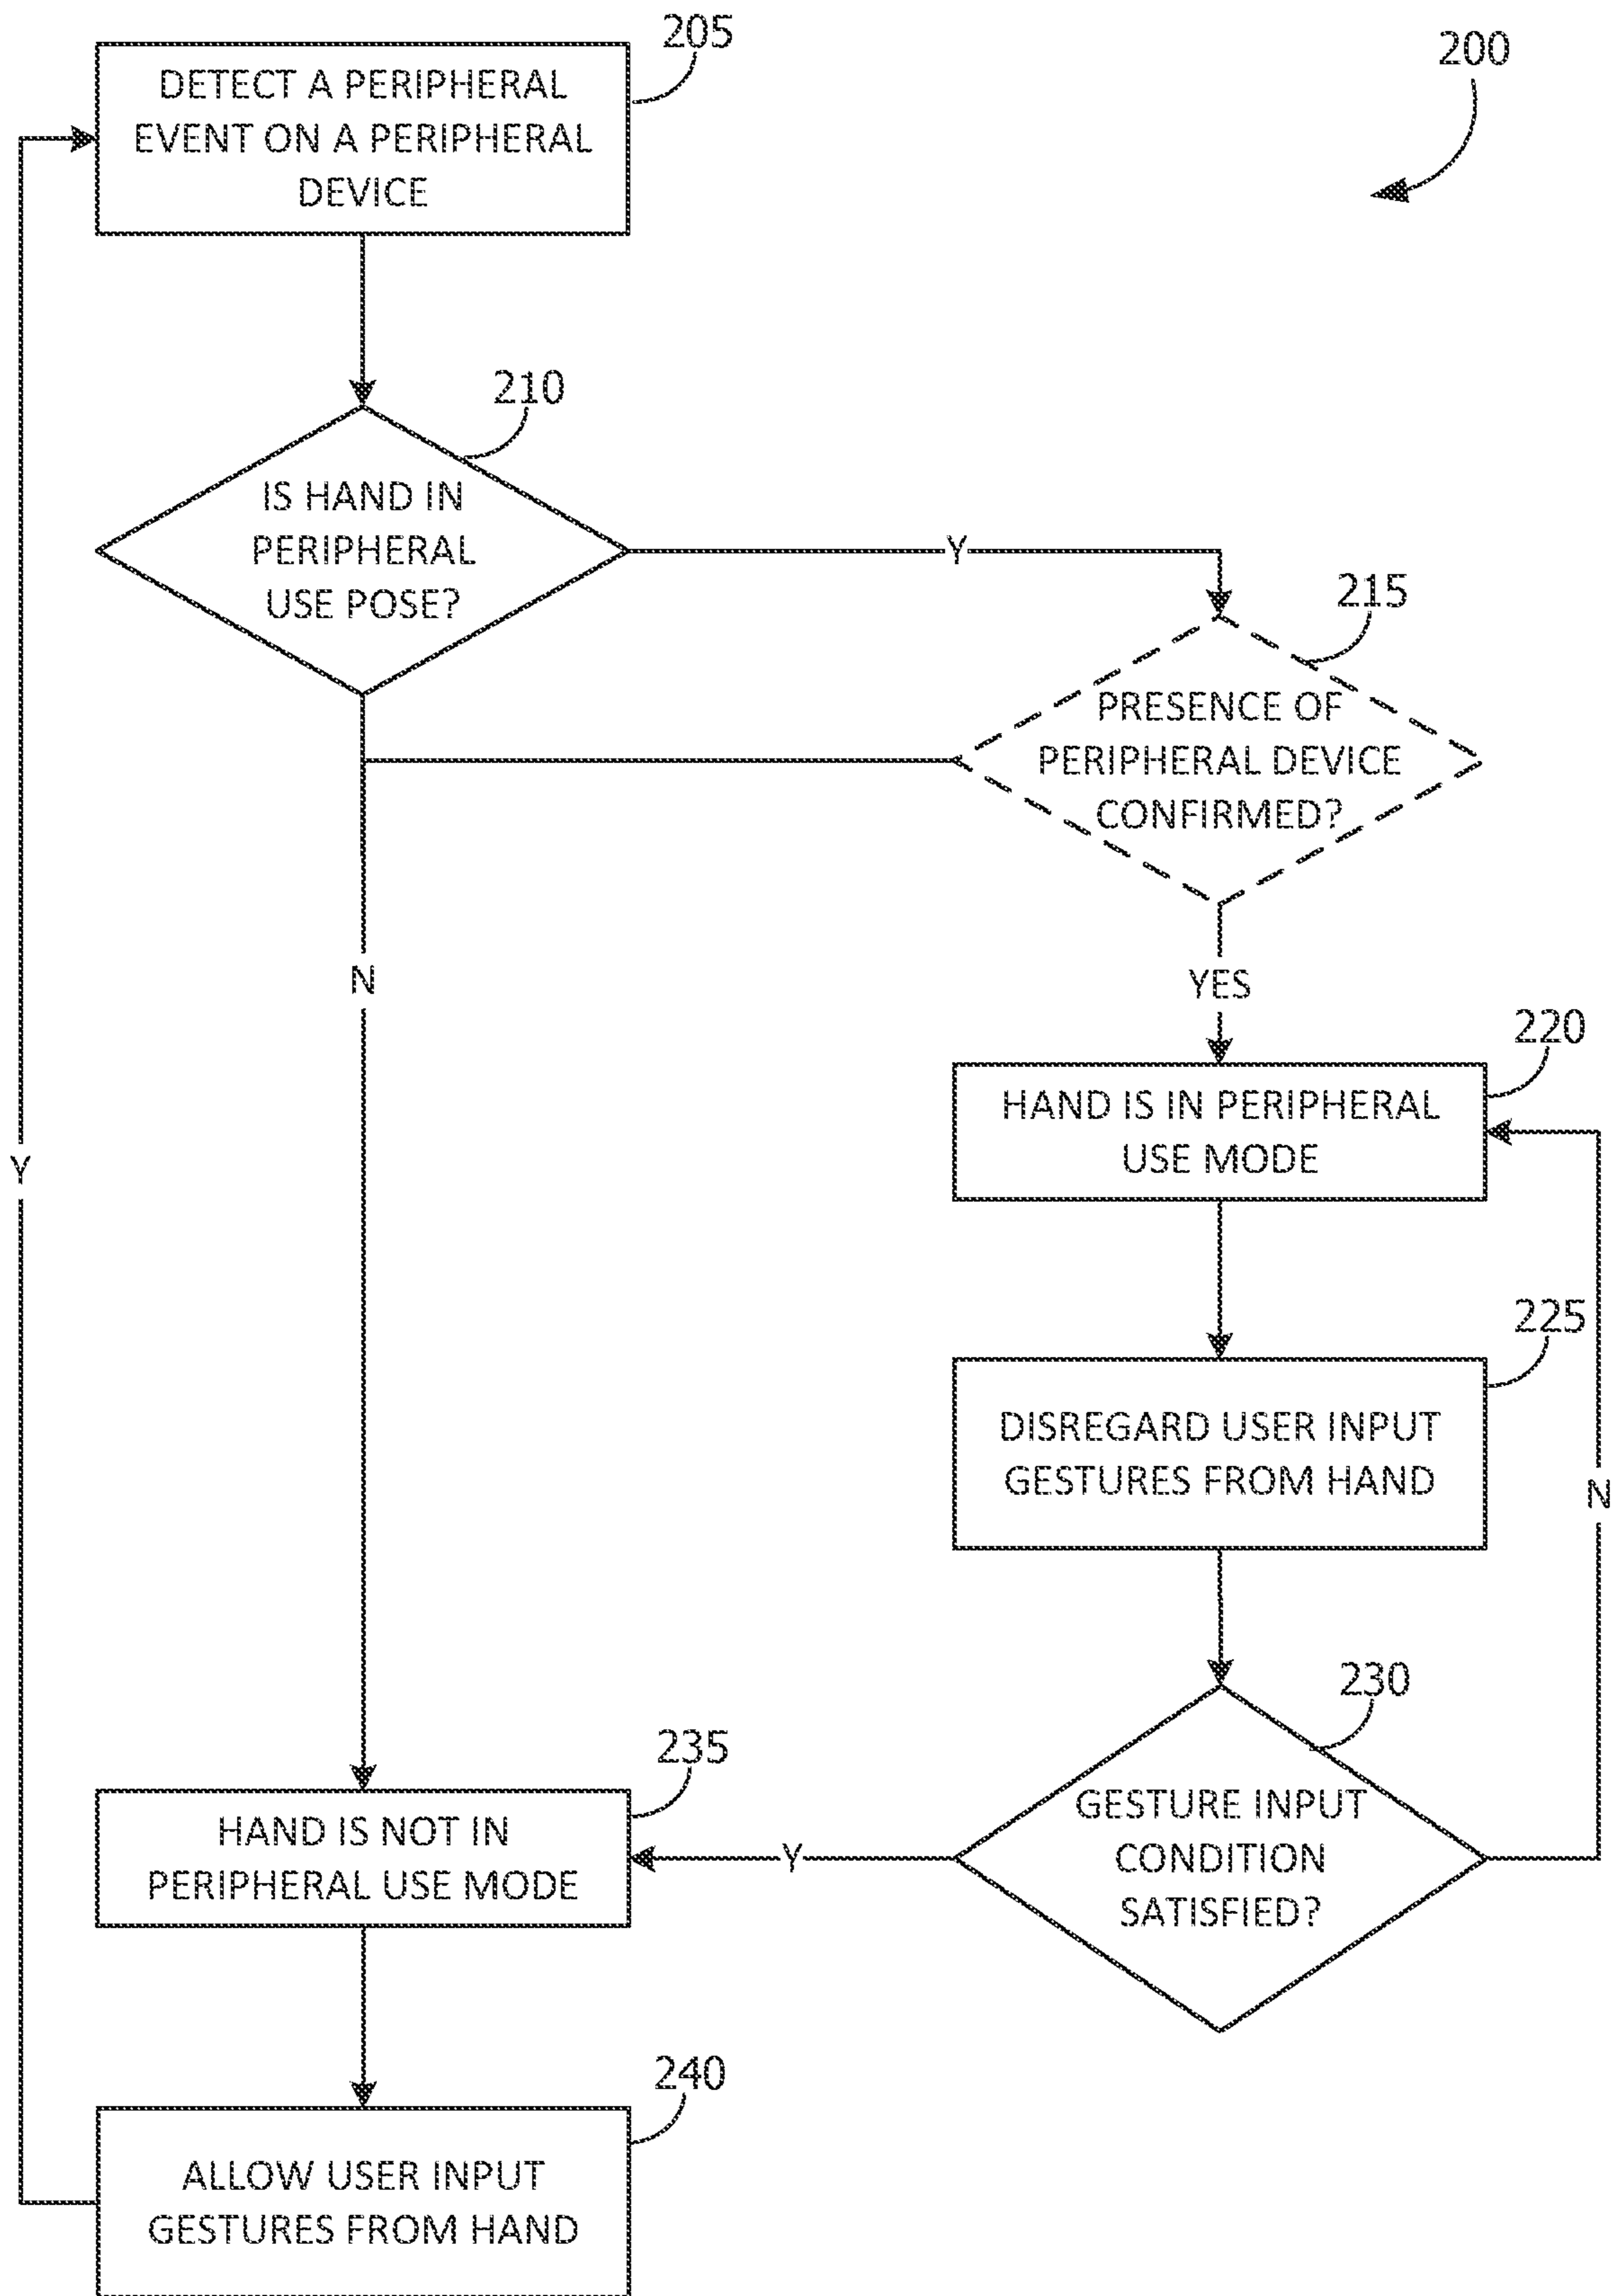 205
200
DETECT A PERIPHERAL
EVENT ON A PERIPHERAL
DEVICE
210
IS HAND IN
PERIPHERAL
USE POSE?
Y
215
PRESENCE OF
PERIPHERAL DEVICE
CONFIRMED?
N
YES
220
HAND IS IN PERIPHERAL
USE MODE
Y
225
DISREGARD USER INPUT
GESTURES FROM HAND
N
230
GESTURE INPUT
CONDITION
SATISFIED?
235
HAND IS NOT IN
PERIPHERAL USE MODE
Y
240
ALLOW USER INPUT
GESTURES FROM HAND